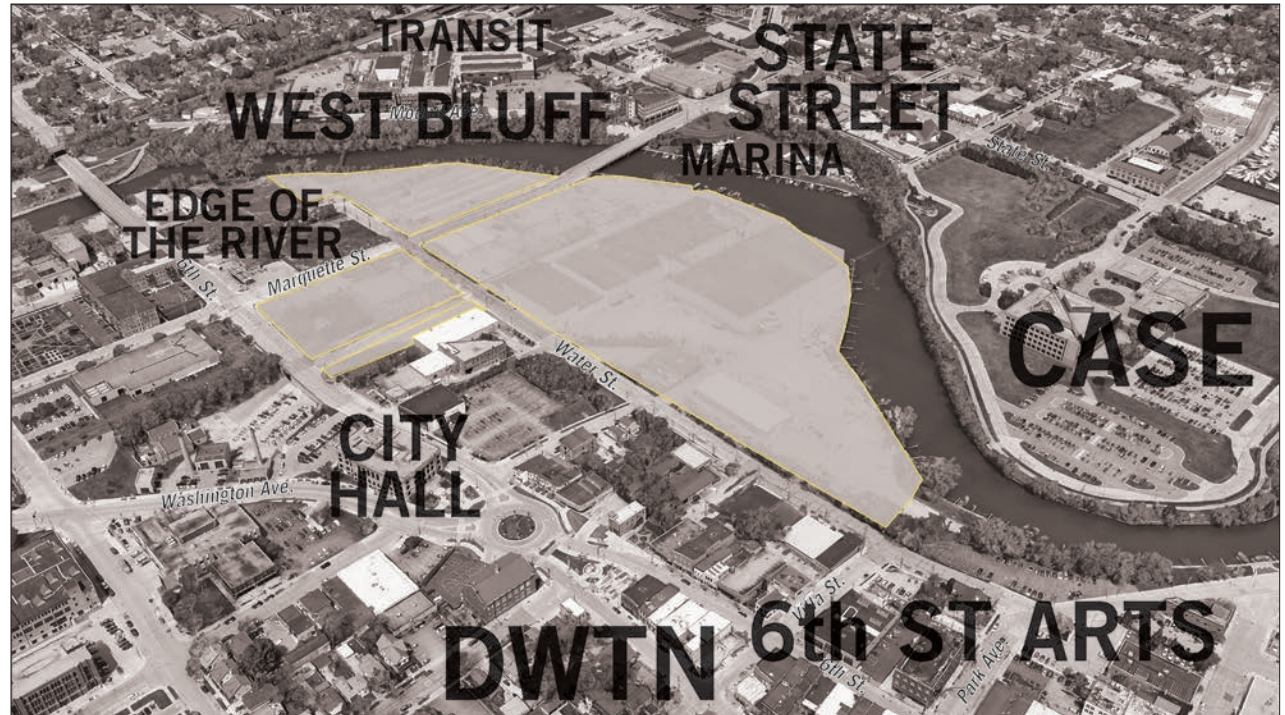 TRANSIT
STATE
STREET
WEST BLUFF
MARINA
State St.
EDGE OF
THE RIVER
Marquette St.
6th St.
CASE
Water St.
CITY
HALL
Washington Ave.
Villa St.
6th ST ARTS
DWTN
6th St.
Park Ave.